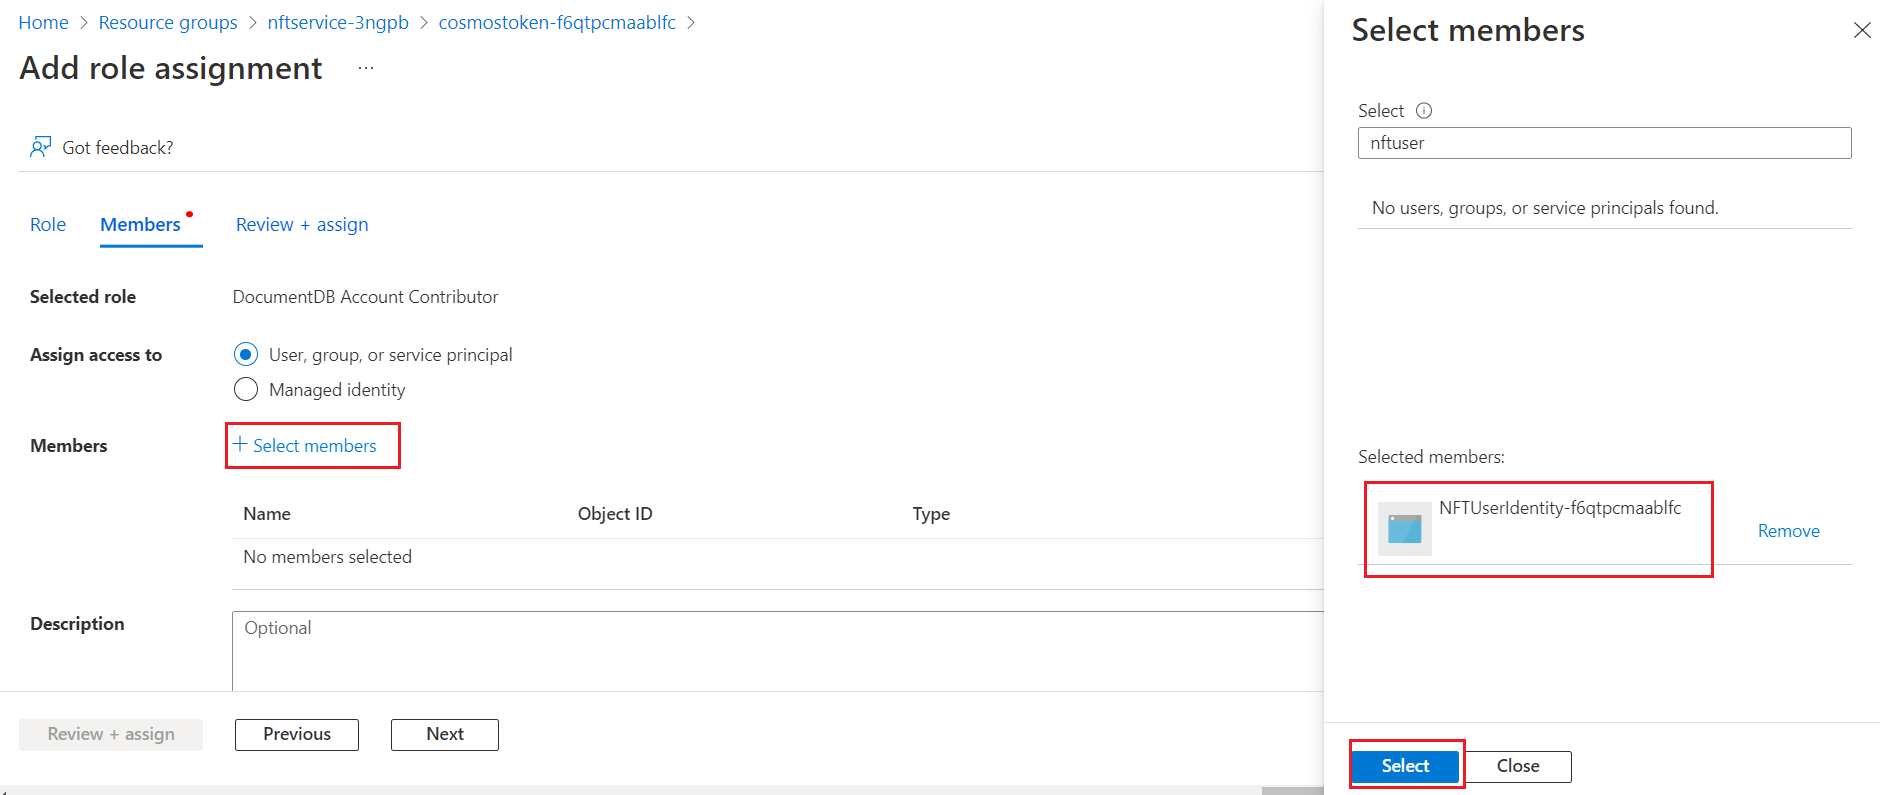 Home > Resource groups > nftservice-3ngpb > cosmostoken-f6qtpcmaablfc >
Add role assignment ...
Got feedback?
Role Members Review + assign
Selected role DocumentDB Account Contributor
Assign access to User, group, or service principal
Managed identity
Members + Select members
Name Object ID Type
No members selected
Description Optional
Review + assign Previous Next
Select members
Select
nftuser
No users, groups, or service principals found.
Selected members:
NFTUserIdentity-f6qtpcmaablfc
Remove
Select Close